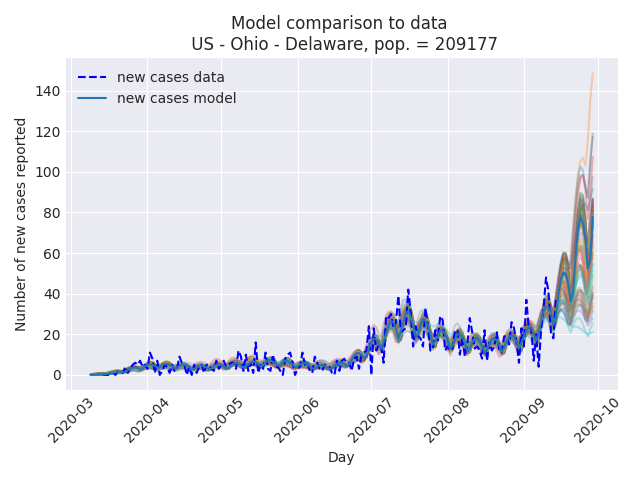 Model comparison to data
US - Ohio - Delaware, pop. = 209177
new cases data
new cases model
Number of new cases reported
140
120
100
80
60
40
20
0
2020-03
2020-04
2020-05
2020-06
2020-07
2020-08
2020-09
2020-10
Day